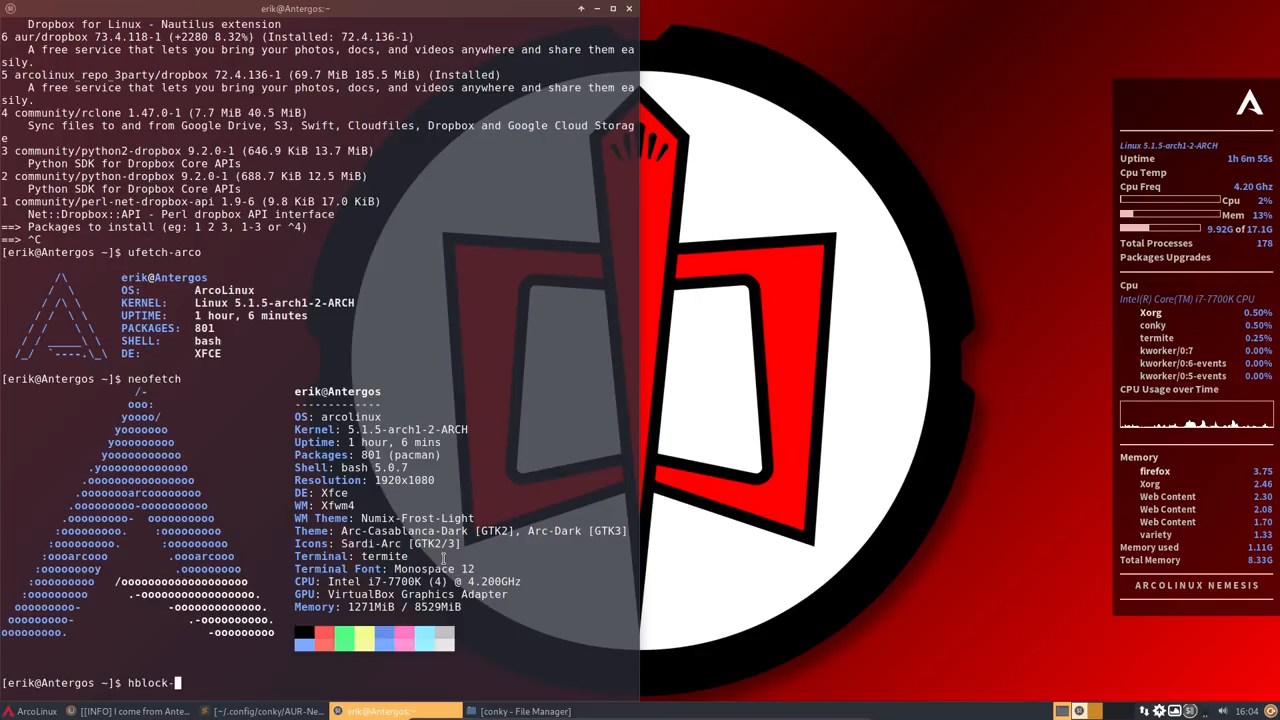 erik@Antergos:~
Dropbox for Linux - Nautilus extension
6 aur/dropbox 73.4.118-1 (+2280 8.32%) (Installed: 72.4.136-1)
A free service that lets you bring your photos, docs, and videos anywhere and share them ea
sily.
5 arcolinux_repo_3party/dropbox 72.4.136-1 (69.7 MiB 185.5 MiB) (Installed)
A free service that lets you bring your photos, docs, and videos anywhere and share them ea
sily.
4 community/rclone 1.47.0-1 (7.7 MiB 40.5 MiB)
Sync files to and from Google Drive, S3, Swift, Cloudfiles, Dropbox and Google Cloud Storag
e
3 community/python2-dropbox 9.2.0-1 (646.9 KiB 13.7 MiB)
Python SDK for Dropbox Core APIs
2 community/python-dropbox 9.2.0-1 (688.7 KiB 12.5 MiB)
Python SDK for Dropbox Core APIs
1 community/perl-net-dropbox-api 1.9-6 (9.8 KiB 17.0 KiB)
Net::Dropbox::API - Perl dropbox API interface
==> Packages to install (eg: 1 2 3, 1-3 or ^4)
==> ^C
[erik@Antergos ~]$ ufetch-arco
erik@Antergos
OS: ArcoLinux
KERNEL: Linux 5.1.5-arch1-2-ARCH
UPTIME: 1 hour, 6 minutes
PACKAGES: 801
SHELL: bash
DE: XFCE
[erik@Antergos ~]$ neofetch
erik@Antergos
-------------
OS: arcolinux
Kernel: 5.1.5-arch1-2-ARCH
Uptime: 1 hour, 6 mins
Packages: 801 (pacman)
Shell: bash 5.0.7
Resolution: 1920x1080
DE: Xfce
WM: Xfwm4
WM Theme: Numix-Frost-Light
Theme: Arc-Casablanca-Dark [GTK2], Arc-Dark [GTK3]
Icons: Sardi-Arc [GTK2/3]
Terminal: termite
Terminal Font: Monospace 12
CPU: Intel i7-7700K (4) @ 4.200GHz
GPU: VirtualBox Graphics Adapter
Memory: 1271MiB / 8529MiB
[erik@Antergos ~]$ hblock-
Linux 5.1.5-arch1-2-ARCH
Uptime 1h 6m 55s
Cpu Temp
Cpu Freq 4.20 Ghz
Cpu 2%
Mem 13%
9.92G of 17.1G
Total Processes 178
Packages Upgrades
Cpu
Intel(R) Core(TM) i7-7700K CPU
Xorg 0.50%
conky 0.50%
termite 0.25%
kworker/0:7 0.00%
kworker/0:6-events 0.00%
kworker/0:5-events 0.00%
CPU Usage over Time
Memory
firefox 3.75
Xorg 2.46
Web Content 2.30
Web Content 2.08
Web Content 1.70
variety 1.33
Memory used 1.11G
Total Memory 8.33G
ARCOLINUX NEMESIS
ArcoLinux
[[INFO] I come from Ante...
[~/.config/conky/AUR-Ne...
erik@Antergos:~
[conky - File Manager]
16:04